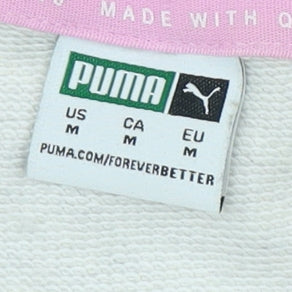 MADE WITH
PUMA
US CA EU
M M M
PUMA.COM/FOREVERBETTER